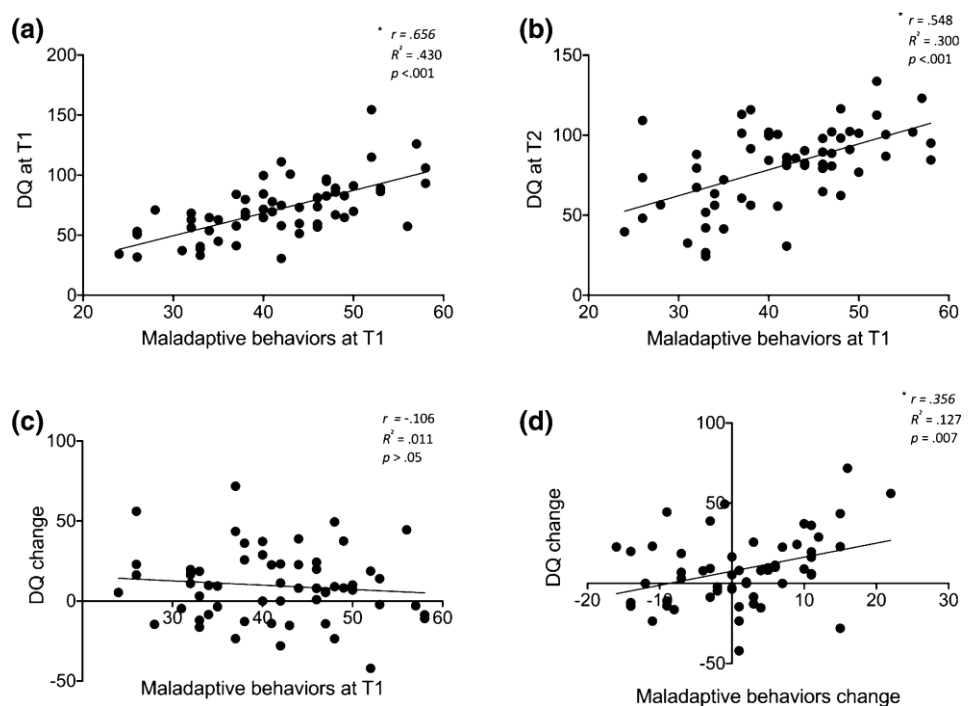 (a)
* r = .656
R² = .430
p <.001
200
150
100
50
0
DQ at T1
20 30 40 50 60
Maladaptive behaviors at T1
(b)
* r = .548
R² = .300
p <.001
150
100
50
0
DQ at T2
20 30 40 50 60
Maladaptive behaviors at T1
(c)
r = -.106
R² = .011
p > .05
100
50
0
-50
DQ change
20 30 40 50 60
Maladaptive behaviors at T1
(d)
* r = .356
R² = .127
p = .007
100
50
0
-50
DQ change
-20 -10 0 10 20 30
Maladaptive behaviors change